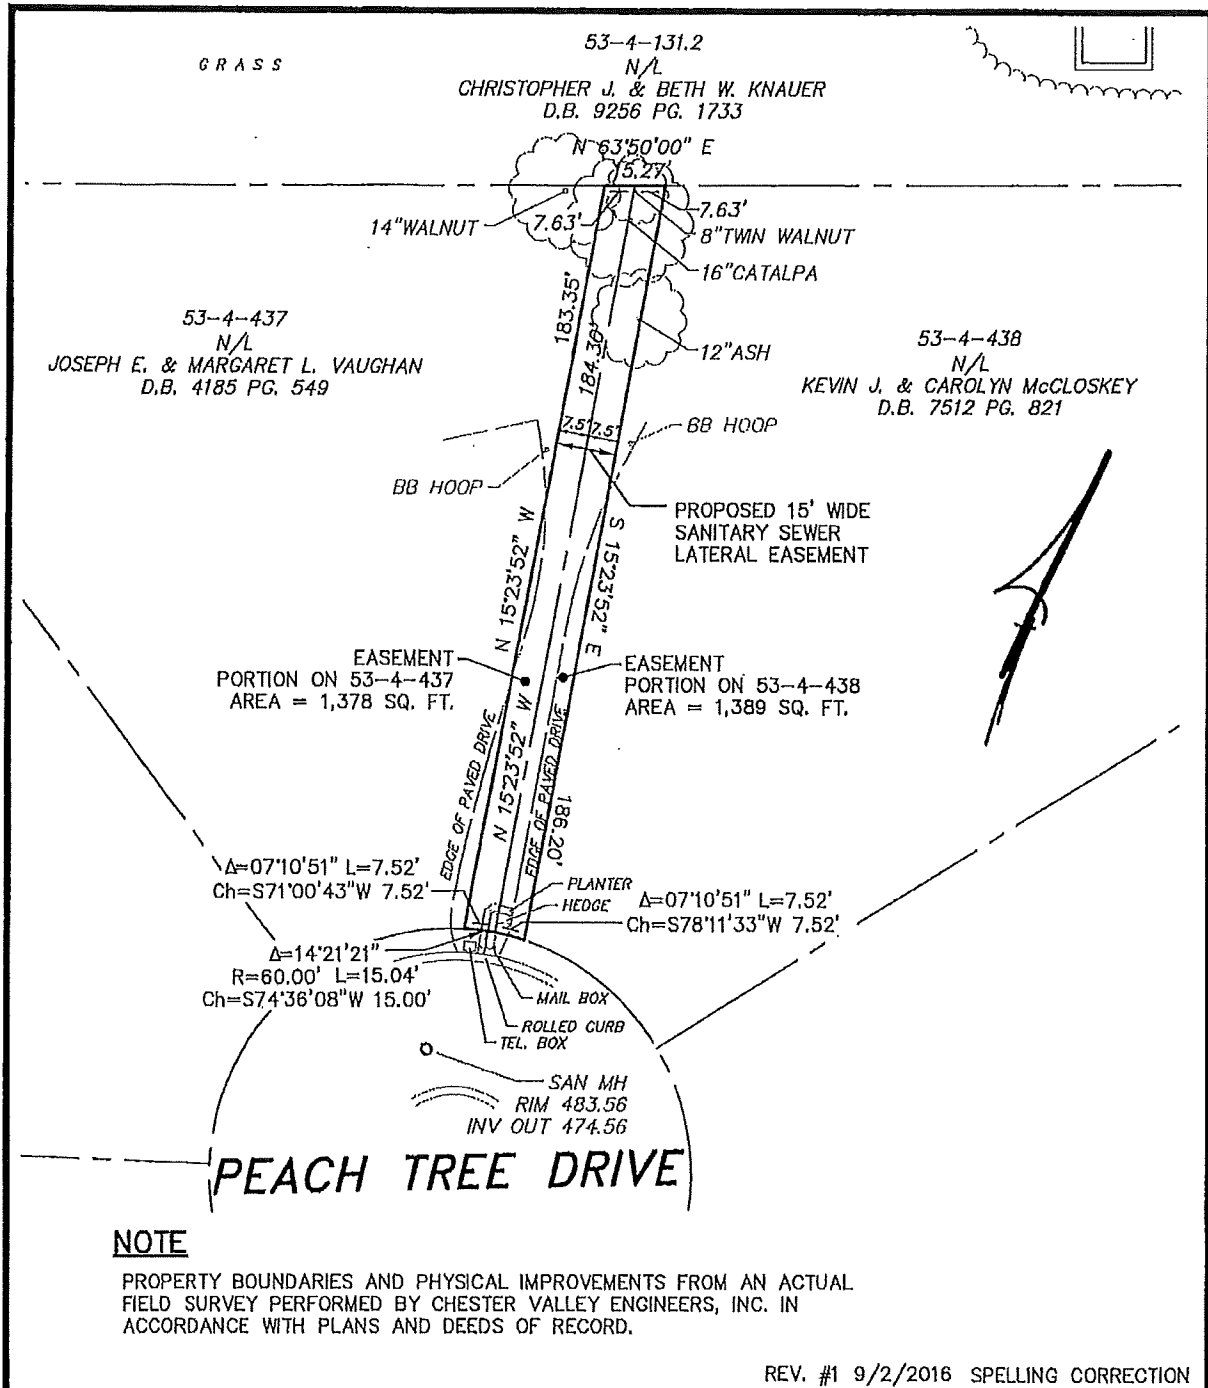 GRASS
53-4-131.2
N/L
CHRISTOPHER J. & BETH W. KNAUER
D.B. 9256 PG. 1733
N 63°50'00" E
15.27'
7.63'
7.63'
14"WALNUT
8"TWIN WALNUT
16"CATALPA
12"ASH
183.35'
184.30'
53-4-437
N/L
JOSEPH E. & MARGARET L. VAUGHAN
D.B. 4185 PG. 549
53-4-438
N/L
KEVIN J. & CAROLYN McCLOSKEY
D.B. 7512 PG. 821
7.5' 7.5'
BB HOOP
BB HOOP
PROPOSED 15' WIDE
SANITARY SEWER
LATERAL EASEMENT
N 15°23'52" W
S 15°23'52" E
N 15°23'52" W
EASEMENT
PORTION ON 53-4-437
AREA = 1,378 SQ. FT.
EASEMENT
PORTION ON 53-4-438
AREA = 1,389 SQ. FT.
EDGE OF PAVED DRIVE
EDGE OF PAVED DRIVE
186.20'
Δ=07°10'51" L=7.52'
Ch=S71°00'43"W 7.52'
PLANTER
HEDGE
Δ=07°10'51" L=7.52'
Ch=S78°11'33"W 7.52'
Δ=14°21'21"
R=60.00' L=15.04'
Ch=S74°36'08"W 15.00'
MAIL BOX
ROLLED CURB
TEL. BOX
SAN MH
RIM 483.56
INV OUT 474.56
PEACH TREE DRIVE
NOTE
PROPERTY BOUNDARIES AND PHYSICAL IMPROVEMENTS FROM AN ACTUAL
FIELD SURVEY PERFORMED BY CHESTER VALLEY ENGINEERS, INC. IN
ACCORDANCE WITH PLANS AND DEEDS OF RECORD.
REV. #1 9/2/2016 SPELLING CORRECTION